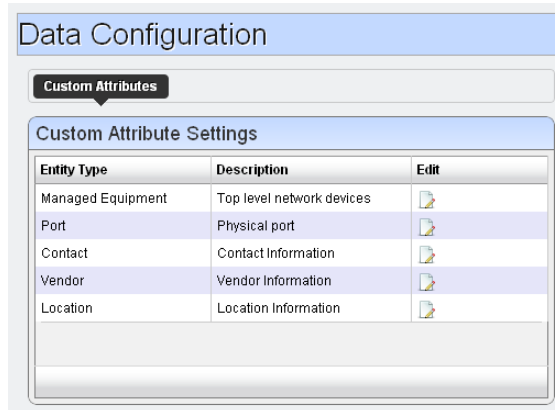 Data Configuration
Custom Attributes
Custom Attribute Settings
Entity Type Description Edit
Managed Equipment Top level network devices
Port Physical port
Contact Contact Information
Vendor Vendor Information
Location Location Information